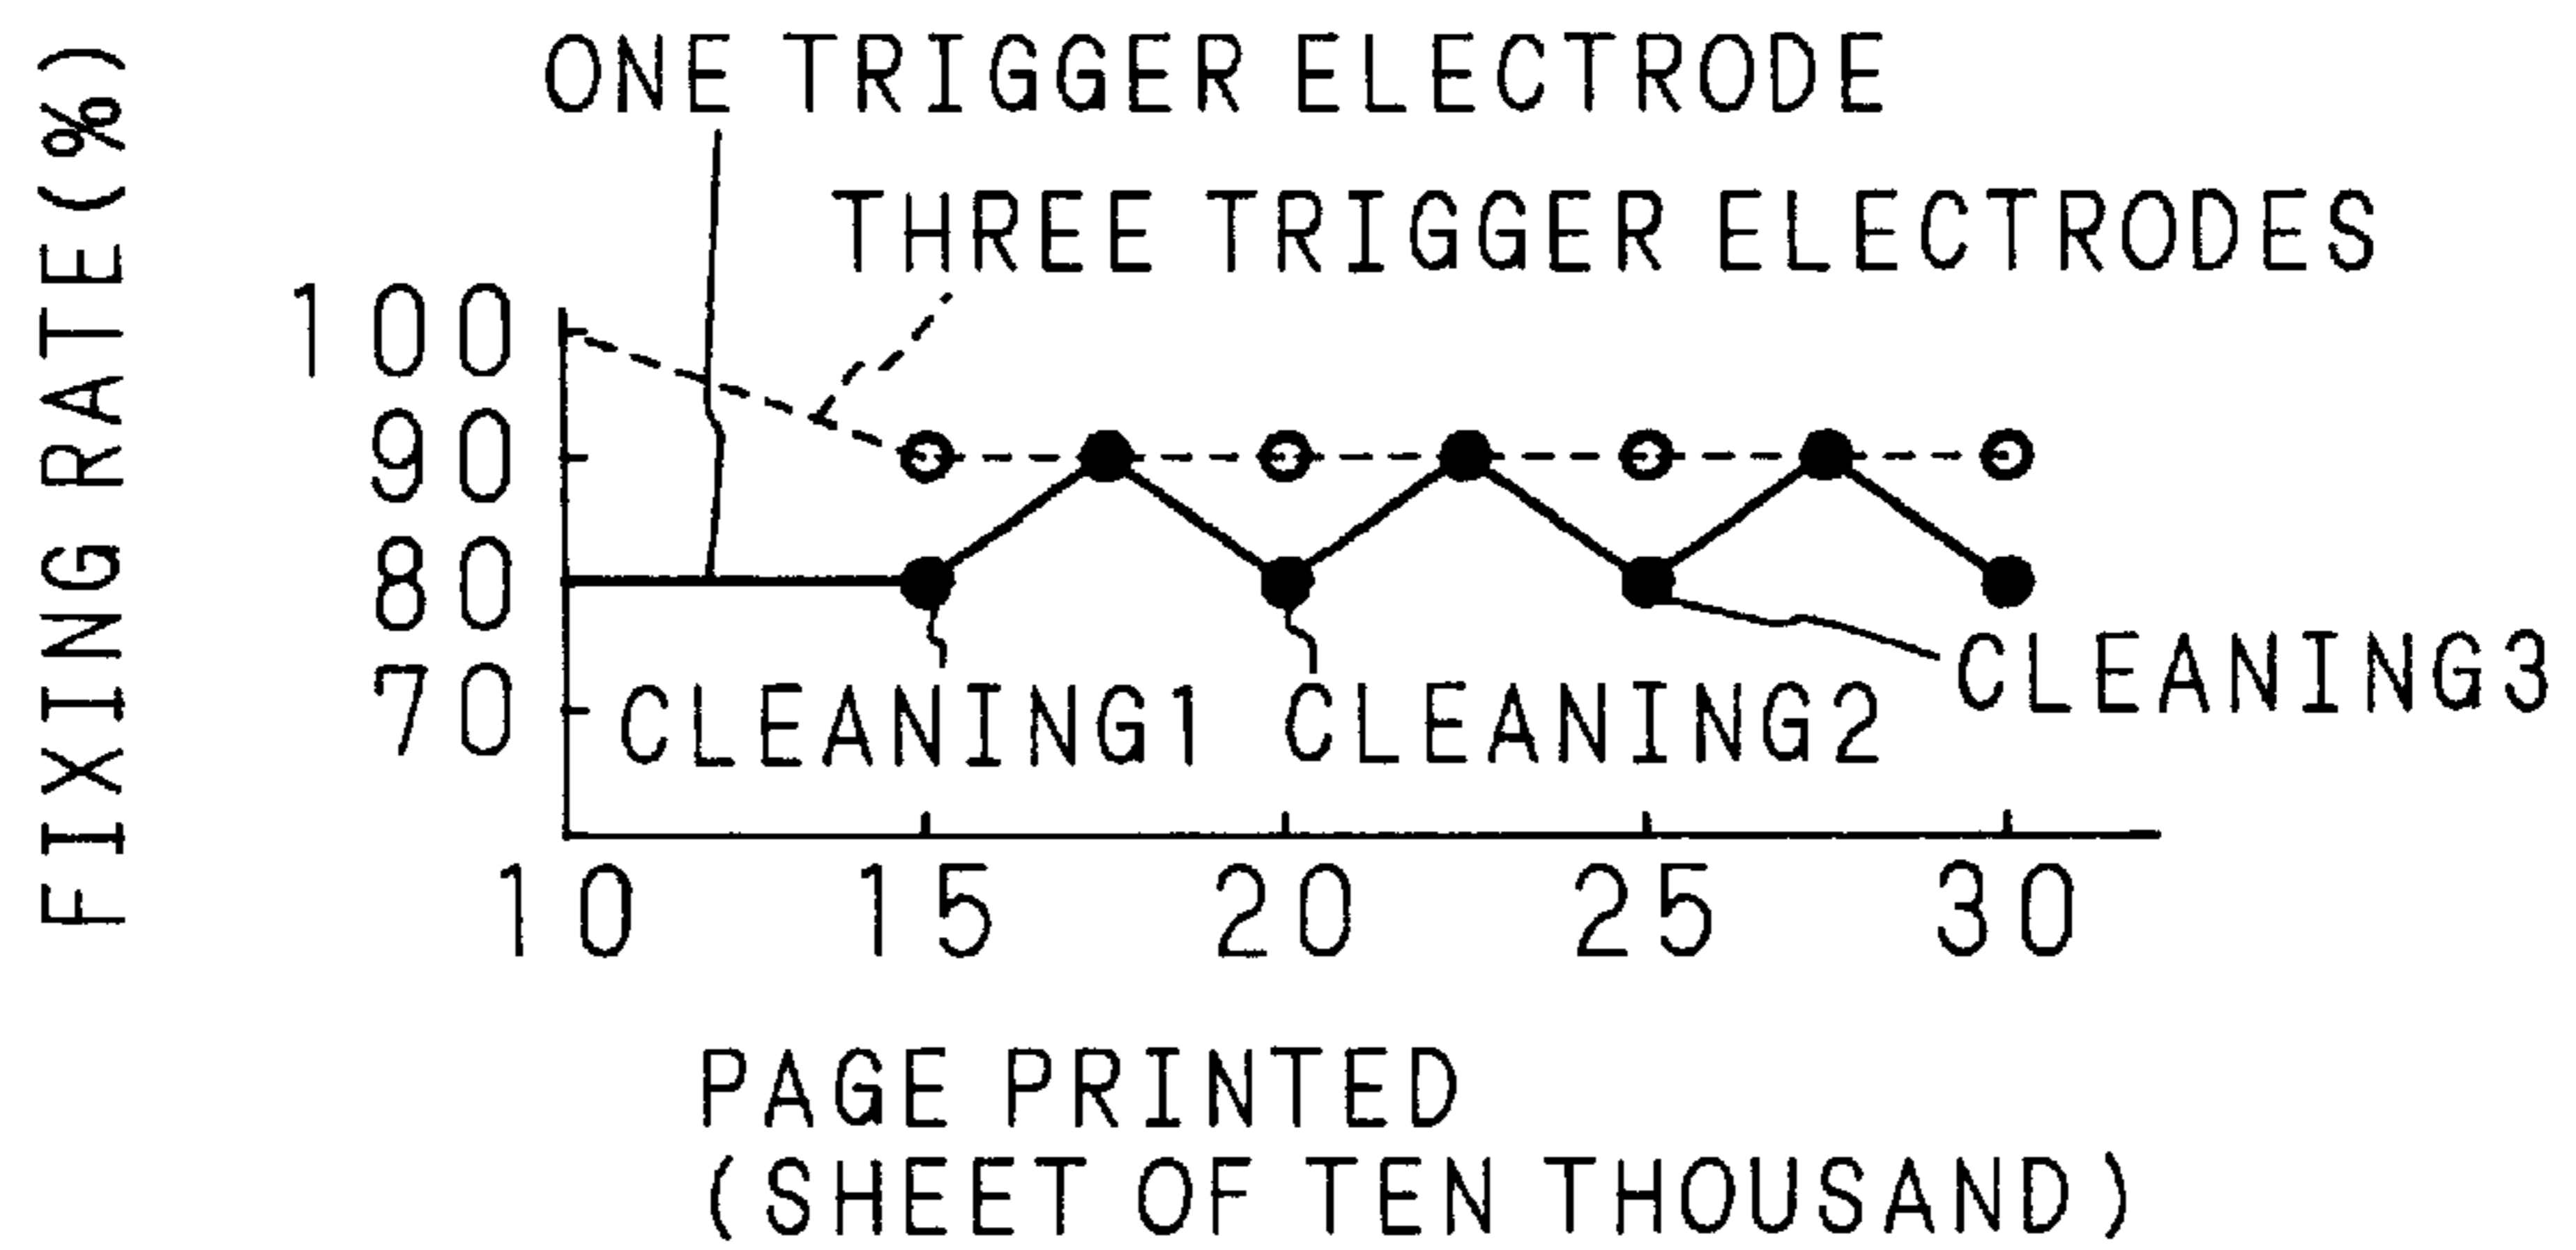 ONE TRIGGER ELECTRODE
THREE TRIGGER ELECTRODES
FIXING RATE(%)
100
90
80
70
CLEANING1
CLEANING2
CLEANING3
10 15 20 25 30
PAGE PRINTED
(SHEET OF TEN THOUSAND)